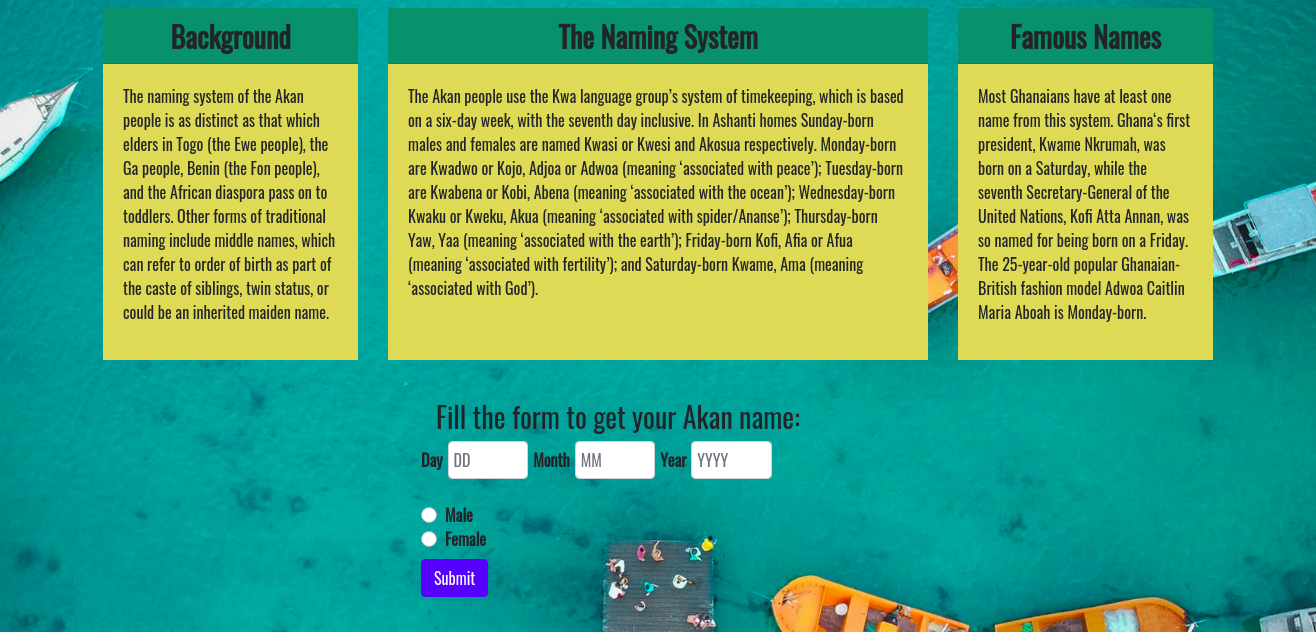 Background
The naming system of the Akan
people is as distinct as that which
elders in Togo (the Ewe people), the
Ga people, Benin (the Fon people),
and the African diaspora pass on to
toddlers. Other forms of traditional
naming include middle names, which
can refer to order of birth as part of
the caste of siblings, twin status, or
could be an inherited maiden name.
The Naming System
The Akan people use the Kwa language group’s system of timekeeping, which is based
on a six-day week, with the seventh day inclusive. In Ashanti homes Sunday-born
males and females are named Kwasi or Kwesi and Akosua respectively. Monday-born
are Kwadwo or Kojo, Adjoa or Adwoa (meaning ‘associated with peace’); Tuesday-born
are Kwabena or Kobi, Abena (meaning ‘associated with the ocean’); Wednesday-born
Kwaku or Kweku, Akua (meaning ‘associated with spider/Ananse’); Thursday-born
Yaw, Yaa (meaning ‘associated with the earth’); Friday-born Kofi, Afia or Afua
(meaning ‘associated with fertility’); and Saturday-born Kwame, Ama (meaning
‘associated with God’).
Famous Names
Most Ghanaians have at least one
name from this system. Ghana‘s first
president, Kwame Nkrumah, was
born on a Saturday, while the
seventh Secretary-General of the
United Nations, Kofi Atta Annan, was
so named for being born on a Friday.
The 25-year-old popular Ghanaian-
British fashion model Adwoa Caitlin
Maria Aboah is Monday-born.
Fill the form to get your Akan name:
Day DD Month MM Year YYYY
Male
Female
Submit